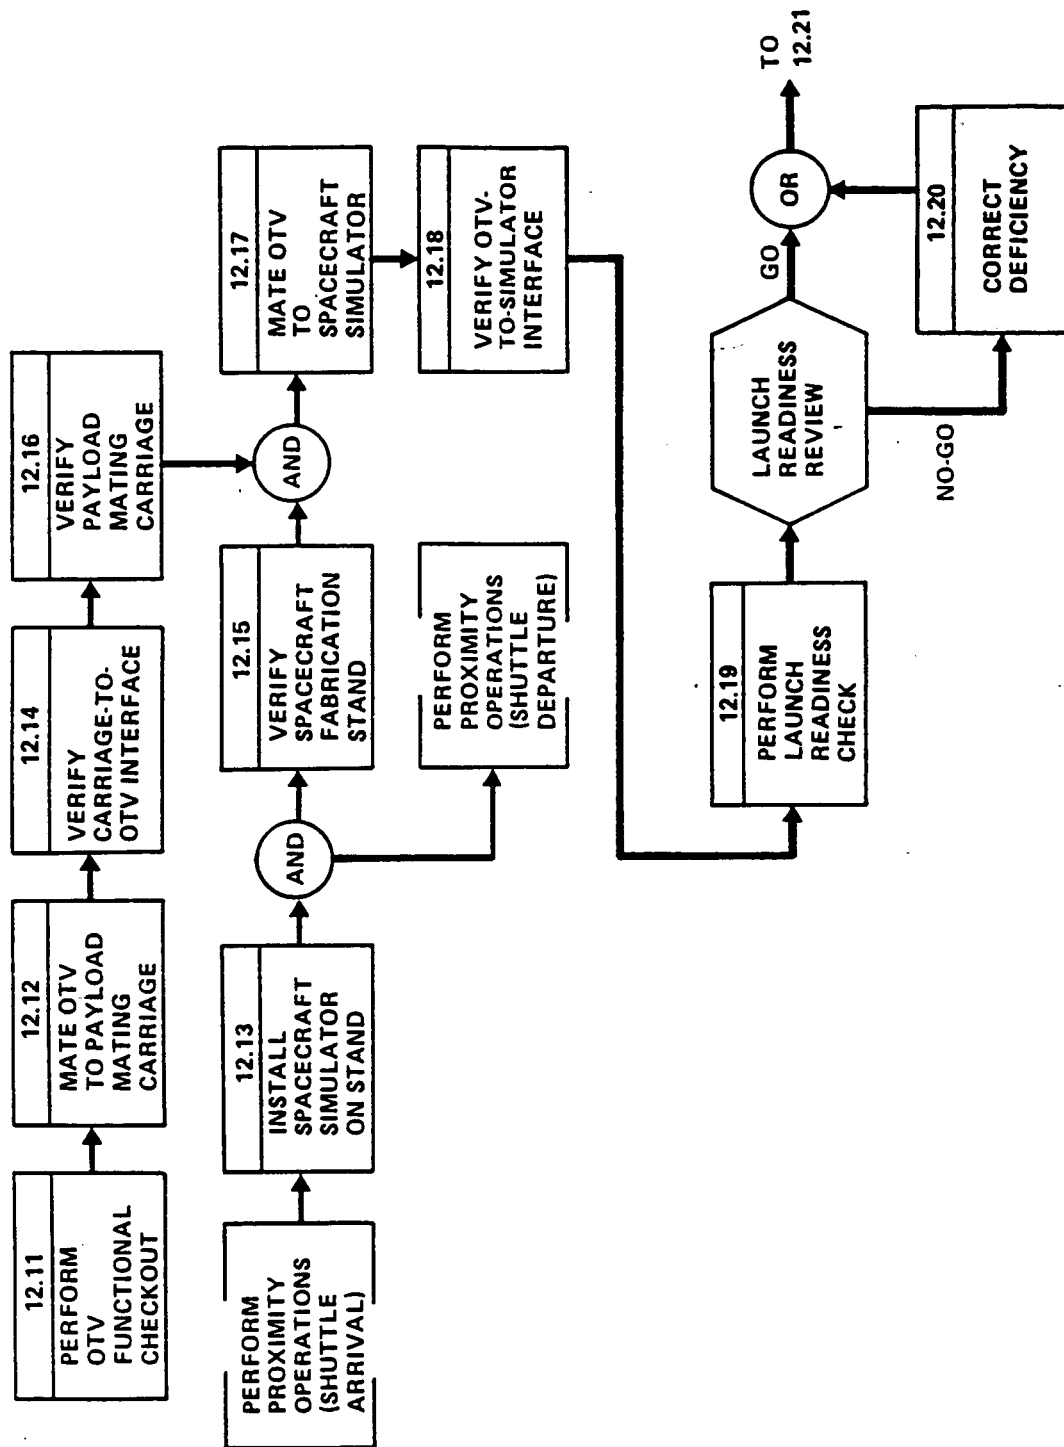 12.11
PERFORM
OTV
FUNCTIONAL
CHECKOUT
12.12
MATE OTV
TO PAYLOAD
MATING
CARRIAGE
12.14
VERIFY
CARRIAGE-TO-
OTV INTERFACE
12.16
VERIFY
PAYLOAD
MATING
CARRIAGE
PERFORM
PROXIMITY
OPERATIONS
(SHUTTLE
ARRIVAL)
12.13
INSTALL
SPACECRAFT
SIMULATOR
ON STAND
AND
12.15
VERIFY
SPACECRAFT
FABRICATION
STAND
AND
12.17
MATE OTV
TO
SPACECRAFT
SIMULATOR
PERFORM
PROXIMITY
OPERATIONS
(SHUTTLE
DEPARTURE)
12.18
VERIFY OTV-
TO-SIMULATOR
INTERFACE
12.19
PERFORM
LAUNCH
READINESS
CHECK
LAUNCH
READINESS
REVIEW
GO
OR
TO
12.21
NO-GO
12.20
CORRECT
DEFICIENCY